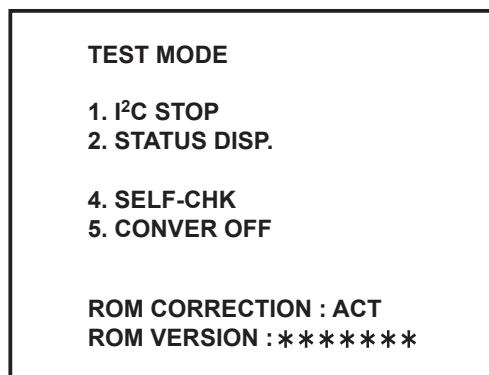 TEST MODE
1. I²C STOP
2. STATUS DISP.
4. SELF-CHK
5. CONVER OFF
ROM CORRECTION : ACT
ROM VERSION : *******